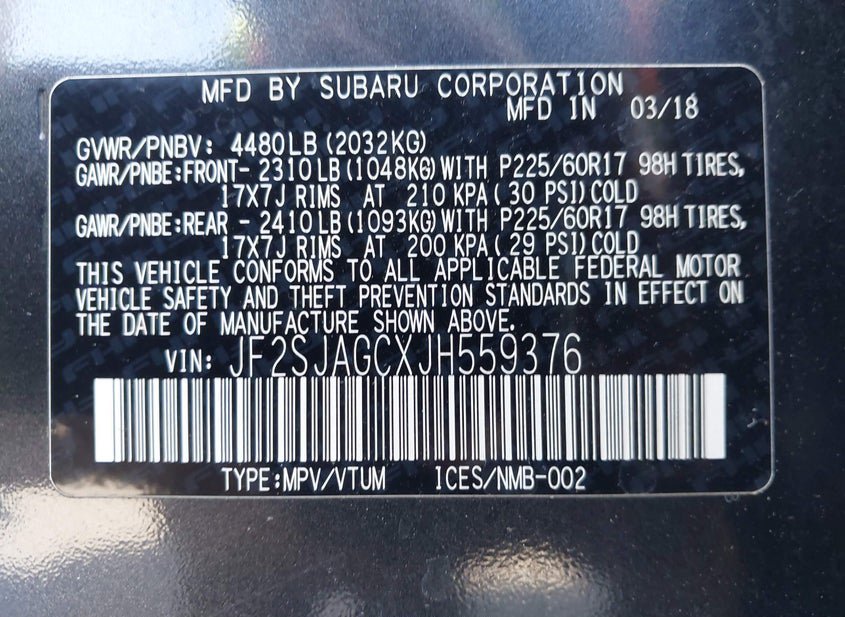 MFD BY SUBARU CORPORATION
MFD IN 03/18
GVWR/PNBV: 4480LB (2032KG)
GAWR/PNBE:FRONT- 2310LB (1048KG) WITH P225/60R17 98H TIRES,
17X7J RIMS AT 210 KPA ( 30 PSI) COLD
GAWR/PNBE:REAR - 2410LB (1093KG) WITH P225/60R17 98H TIRES,
17X7J RIMS AT 200 KPA ( 29 PSI) COLD
THIS VEHICLE CONFORMS TO ALL APPLICABLE FEDERAL MOTOR
VEHICLE SAFETY AND THEFT PREVENTION STANDARDS IN EFFECT ON
THE DATE OF MANUFACTURE SHOWN ABOVE.
VIN: JF2SJAGCXJH559376
TYPE:MPV/VTUM ICES/NMB-002